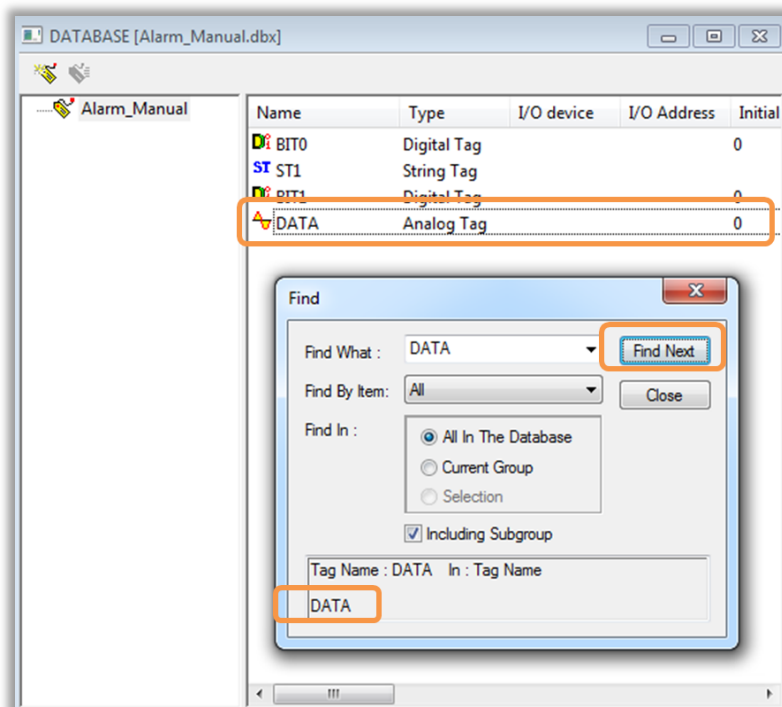 DATABASE [Alarm_Manual.dbx]
Alarm_Manual
Name Type I/O device I/O Address Initial
BIT0 Digital Tag 0
ST ST1 String Tag
BIT1 Digital Tag 0
DATA Analog Tag 0
Find
Find What : DATA Find Next
Find By Item: All Close
Find In : All In The Database
Current Group
Selection
Including Subgroup
Tag Name : DATA In : Tag Name
DATA